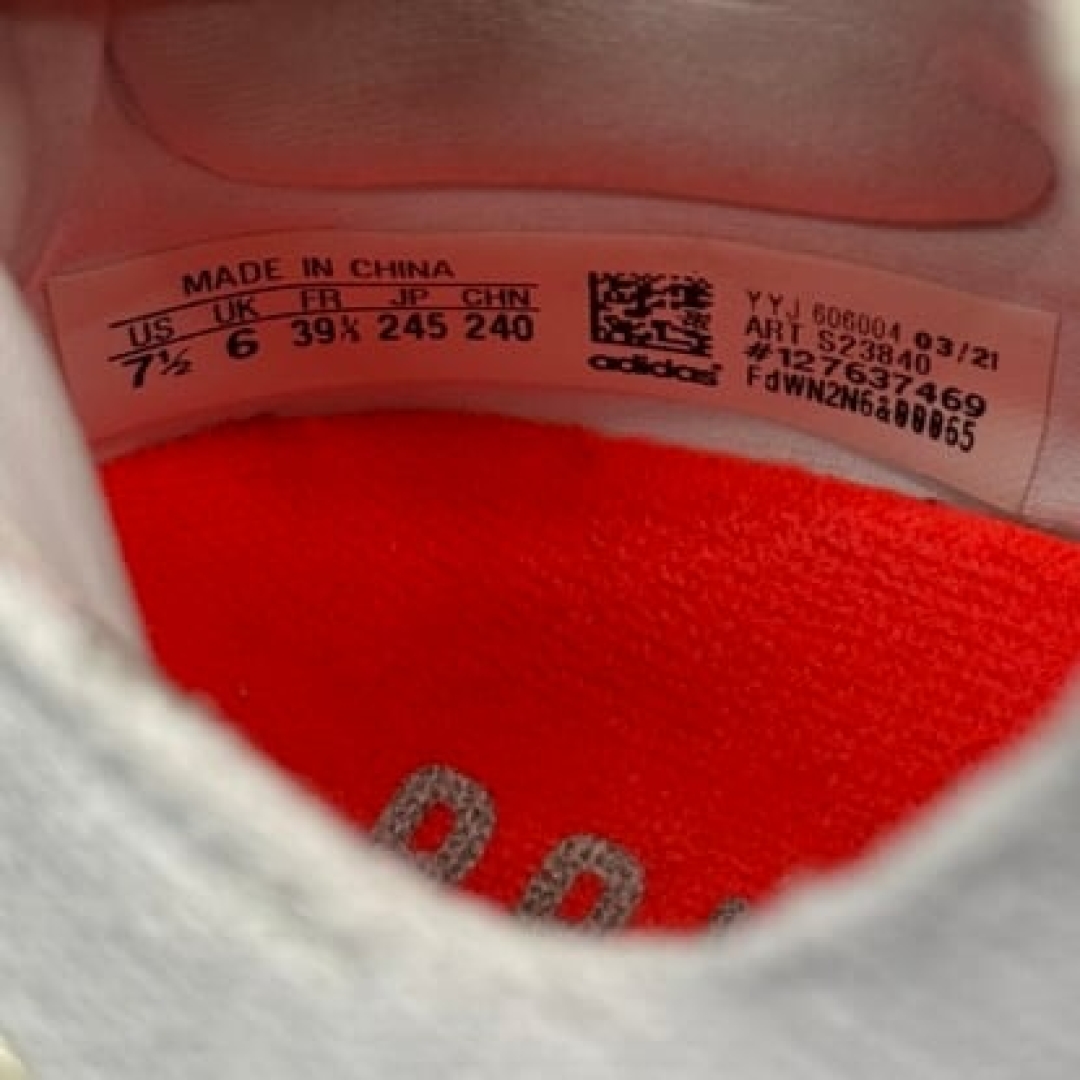 MADE IN CHINA
US UK FR JP CHN
7½ 6 39⅓ 245 240
adidas
YYJ 606004 03/21
ART S23840
#127637469
FdWN2N6&00065